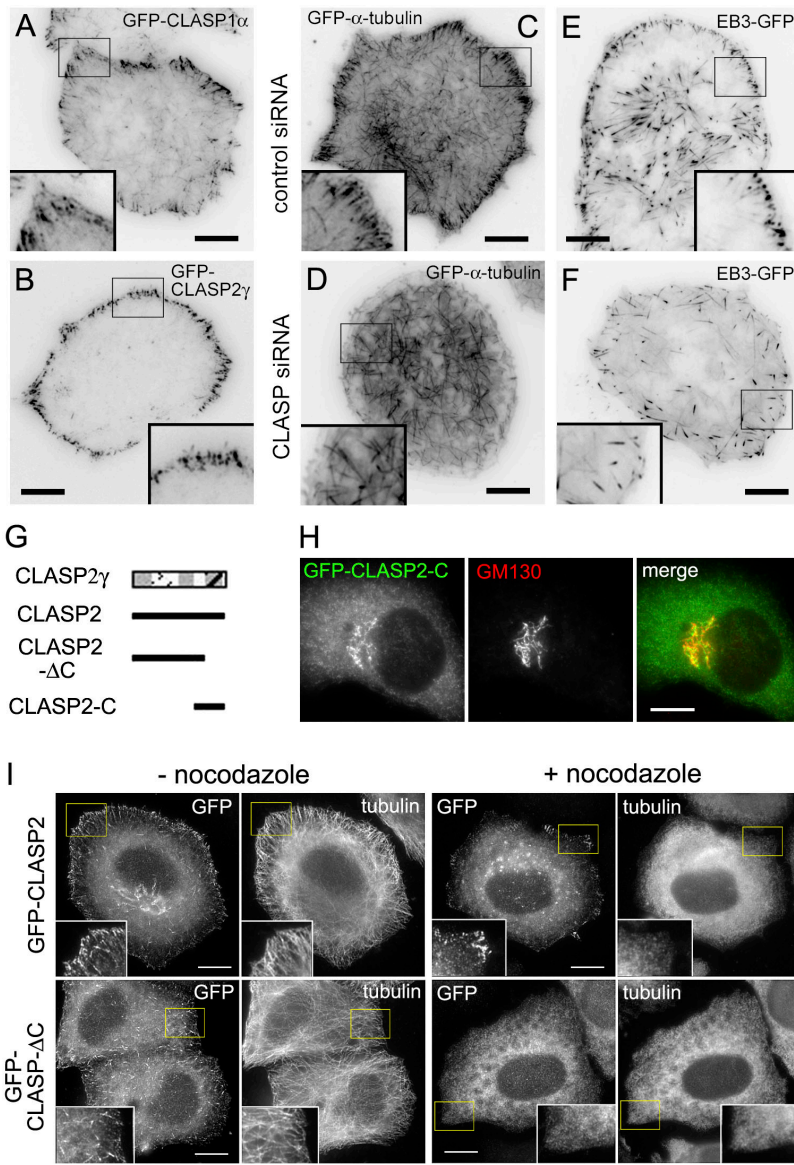 A
GFP-CLASP1α
GFP-α-tubulin
C
E
EB3-GFP
control siRNA
B
GFP-
CLASP2γ
D
GFP-α-tubulin
F
EB3-GFP
CLASP siRNA
G
CLASP2γ
CLASP2
CLASP2
-ΔC
CLASP2-C
H
GFP-CLASP2-C
GM130
merge
I
- nocodazole
+ nocodazole
GFP-CLASP2
GFP
tubulin
GFP
tubulin
GFP-
CLASP-ΔC
GFP
tubulin
GFP
tubulin